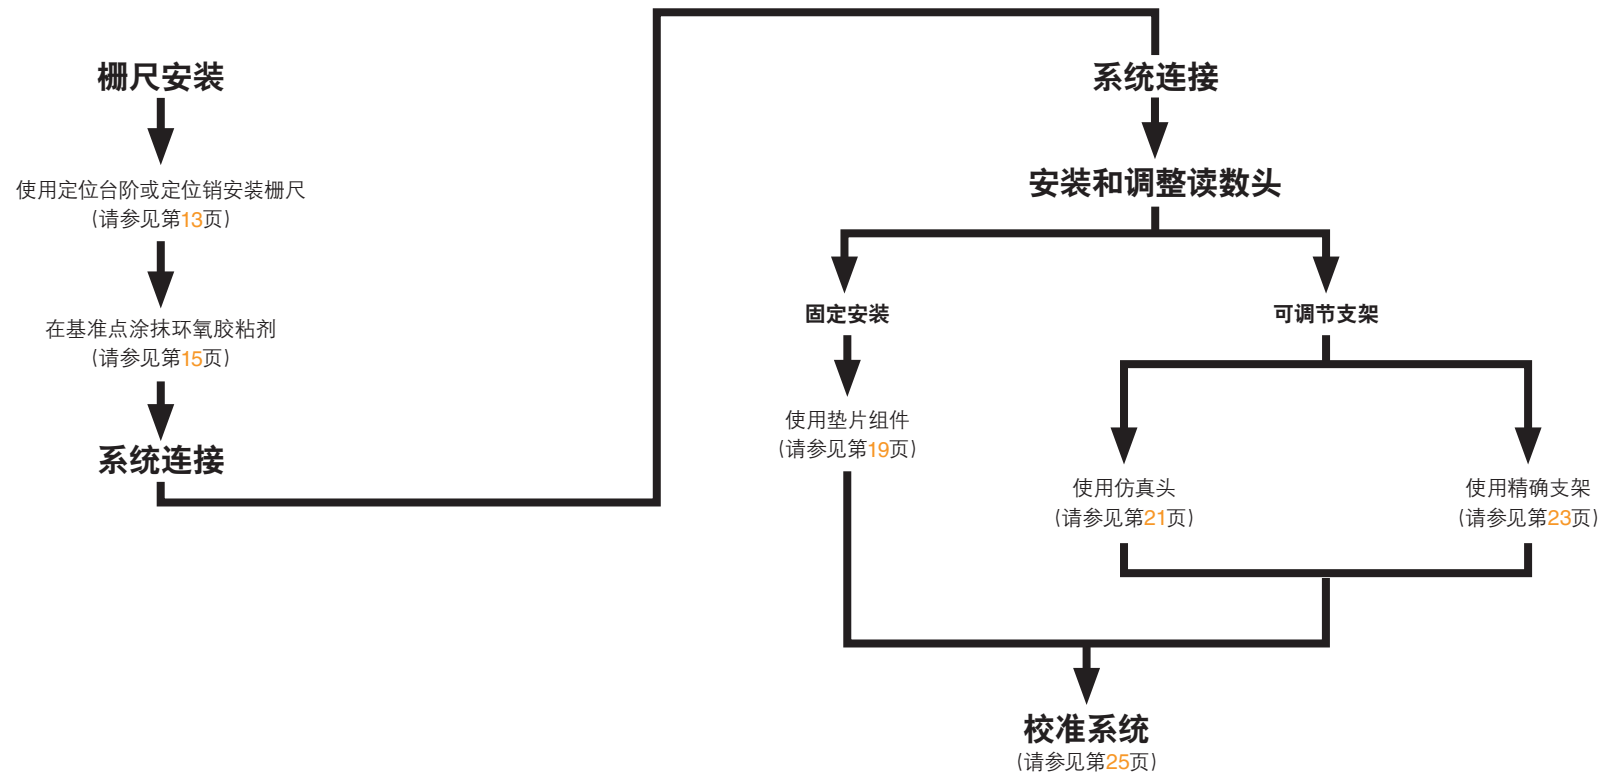 栅尺安装
使用定位台阶或定位销安装栅尺
(请参见第13页)
在基准点涂抹环氧胶粘剂
(请参见第15页)
系统连接
系统连接
安装和调整读数头
固定安装
可调节支架
使用垫片组件
(请参见第19页)
使用仿真头
(请参见第21页)
使用精确支架
(请参见第23页)
校准系统
(请参见第25页)